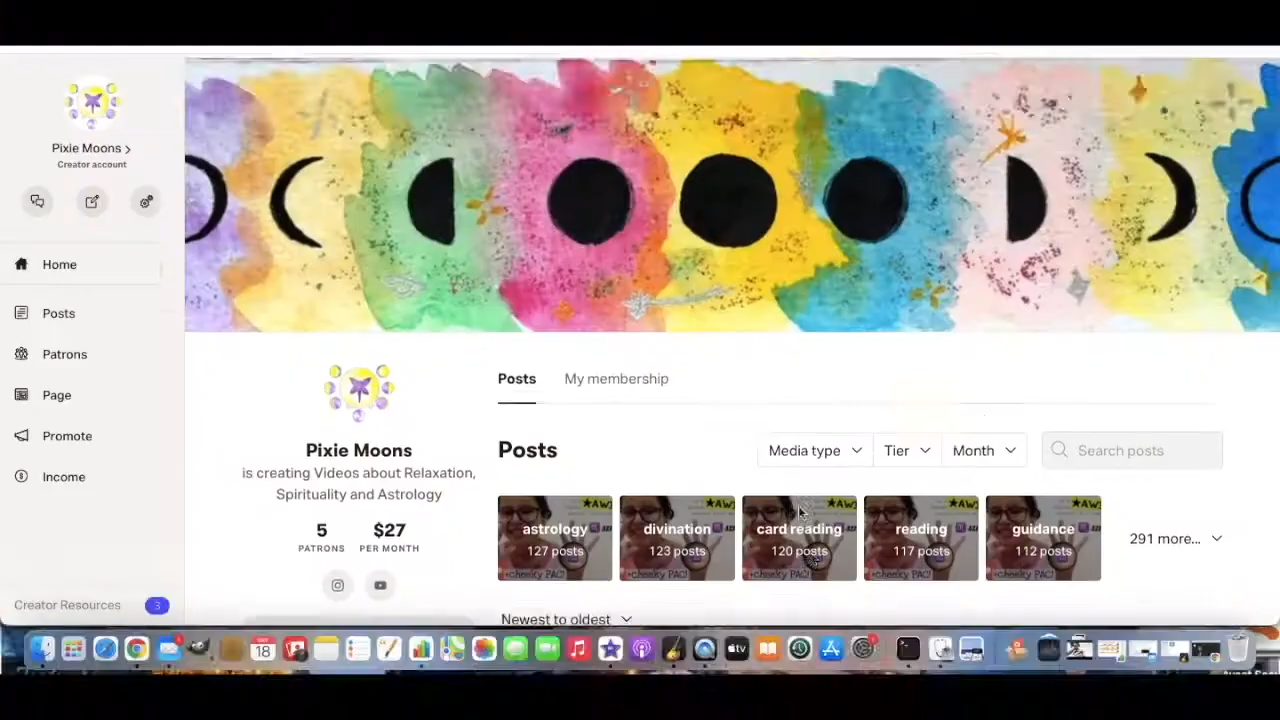 Pixie Moons
Creator account
Home
Posts
Patrons
Page
Promote
Income
Creator Resources 3
Pixie Moons
is creating Videos about Relaxation,
Spirituality and Astrology
5 $27
PATRONS PER MONTH
Posts My membership
Posts Media type Tier Month Search posts
astrology divination card reading reading guidance
127 posts 123 posts 120 posts 117 posts 112 posts 291 more...
Newest to oldest
18
tv